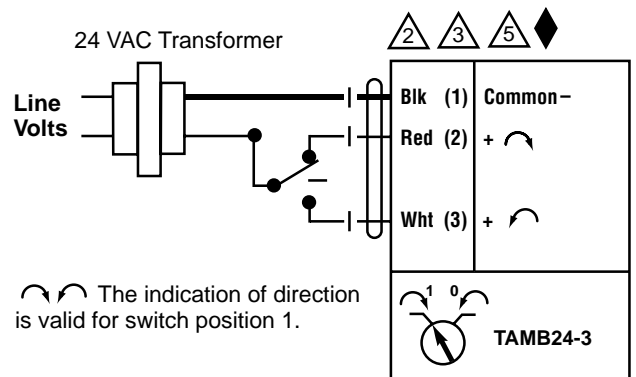 24 VAC Transformer
2 3 5
Line
Volts
Blk (1) Common –
Red (2) +
Wht (3) +
The indication of direction
is valid for switch position 1.
1 0
TAMB24-3